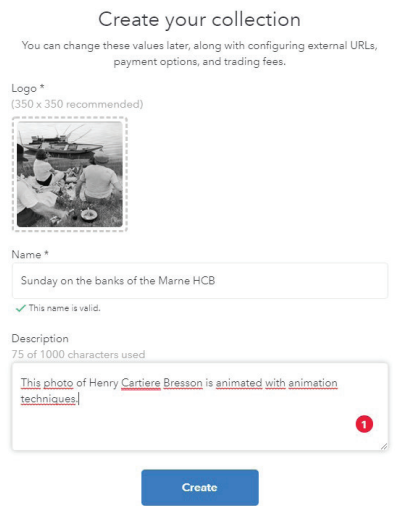 Create your collection
You can change these values later, along with configuring external URLs,
payment options, and trading fees.
Logo *
(350 x 350 recommended)
Name *
Sunday on the banks of the Marne HCB
This name is valid.
Description
75 of 1000 characters used
This photo of Henry Cartiere Bresson is animated with animation
techniques.
1
Create